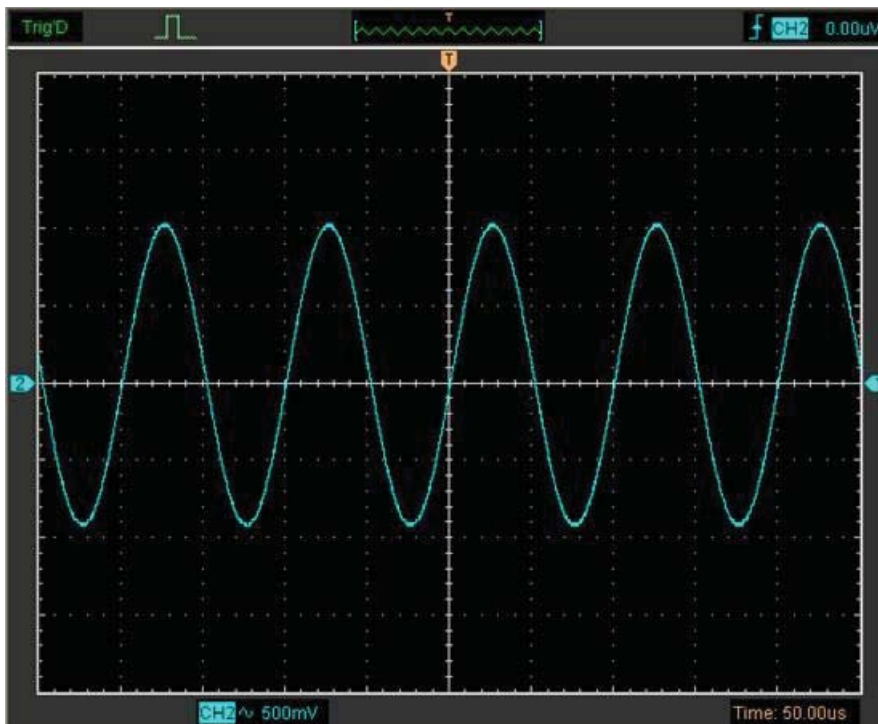 Trig'D
T
CH2 0.00uV
T
2
CH2 ∿ 500mV
Time: 50.00us